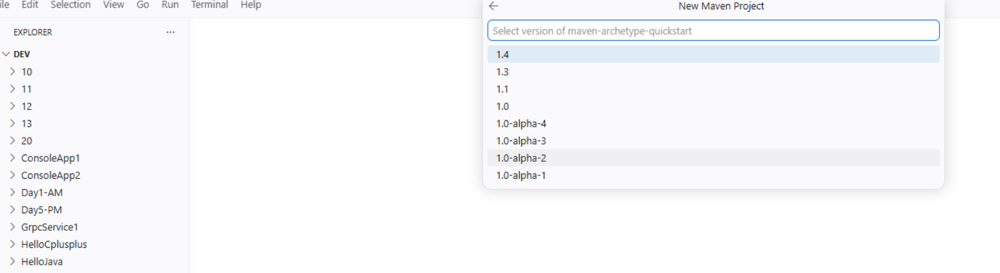 Edit Selection View Go Run Terminal Help
New Maven Project
EXPLORER ...
Select version of maven-archetype-quickstart
DEV
1.4
1.3
1.1
1.0
1.0-alpha-4
1.0-alpha-3
1.0-alpha-2
1.0-alpha-1
10
11
12
13
20
ConsoleApp1
ConsoleApp2
Day1-AM
Day5-PM
GrpcService1
HelloCplusplus
HelloJava